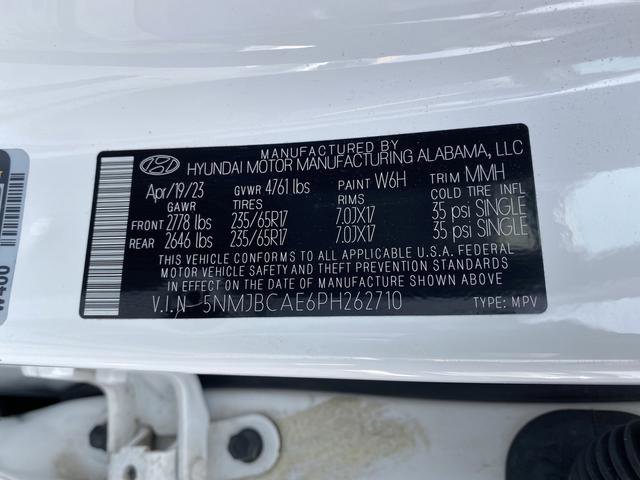 MANUFACTURED BY
HYUNDAI MOTOR MANUFACTURING ALABAMA, LLC
Apr/19/23 GVWR 4761 lbs PAINT W6H TRIM MMH
GAWR TIRES RIMS COLD TIRE INFL
FRONT 2778 lbs 235/65R17 7.0JX17 35 psi SINGLE
REAR 2646 lbs 235/65R17 7.0JX17 35 psi SINGLE
THIS VEHICLE CONFORMS TO ALL APPLICABLE U.S.A. FEDERAL
MOTOR VEHICLE SAFETY AND THEFT PREVENTION STANDARDS
IN EFFECT ON THE DATE OF MANUFACTURE SHOWN ABOVE.
V.I.N 5NMJBCAE6PH262710 TYPE: MPV